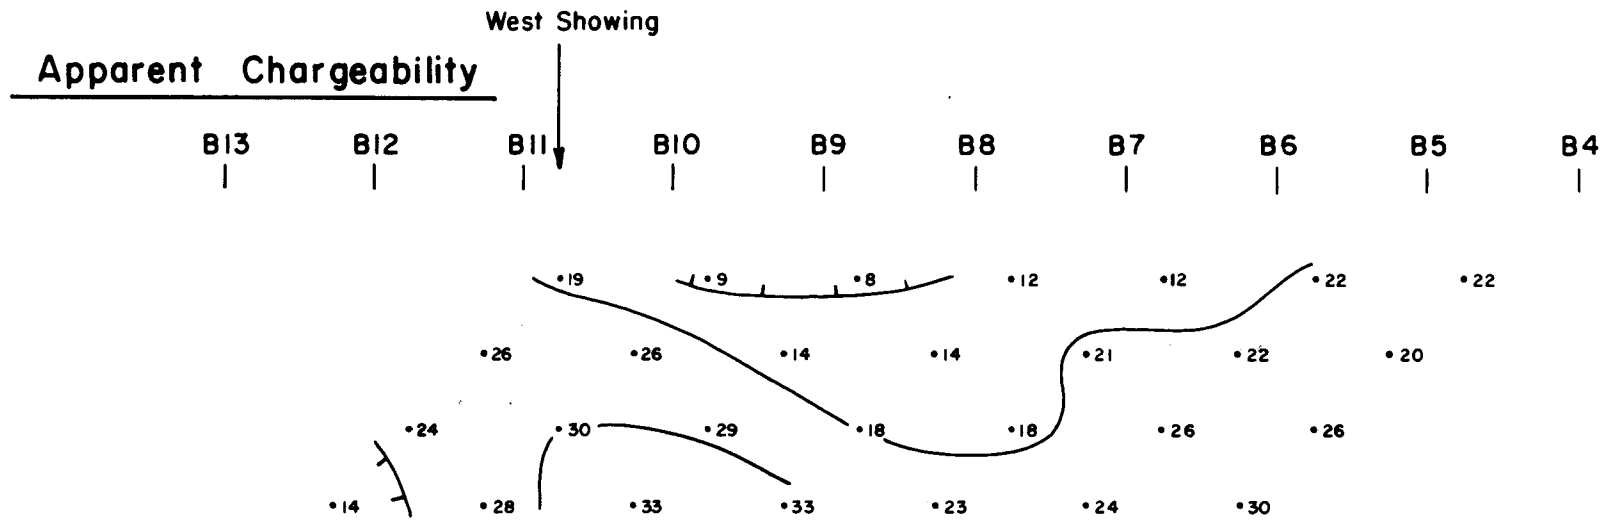 West Showing
Apparent Chargeability
B13 B12 B11 B10 B9 B8 B7 B6 B5 B4
19 9 8 12 12 22 22
26 26 14 14 21 22 20
24 30 29 18 18 26 26
14 28 33 33 23 24 30